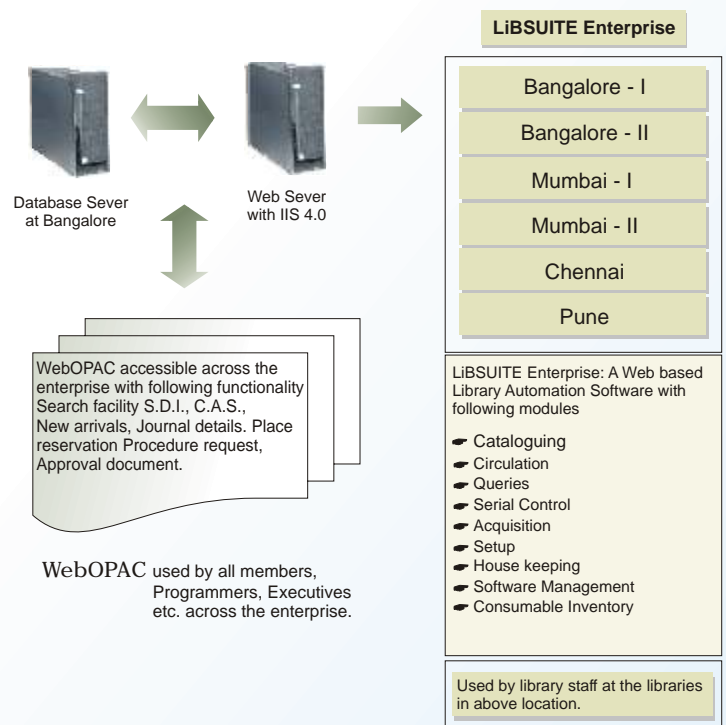 LiBSUITE Enterprise
Bangalore - I
Bangalore - II
Mumbai - I
Mumbai - II
Chennai
Pune
Database Sever
at Bangalore
Web Sever
with IIS 4.0
WebOPAC accessible across the
enterprise with following functionality
Search facility S.D.I., C.A.S.,
New arrivals, Journal details. Place
reservation Procedure request,
Approval document.
WebOPAC used by all members,
Programmers, Executives
etc. across the enterprise.
LiBSUITE Enterprise: A Web based
Library Automation Software with
following modules
Cataloguing
Circulation
Queries
Serial Control
Acquisition
Setup
House keeping
Software Management
Consumable Inventory
Used by library staff at the libraries
in above location.